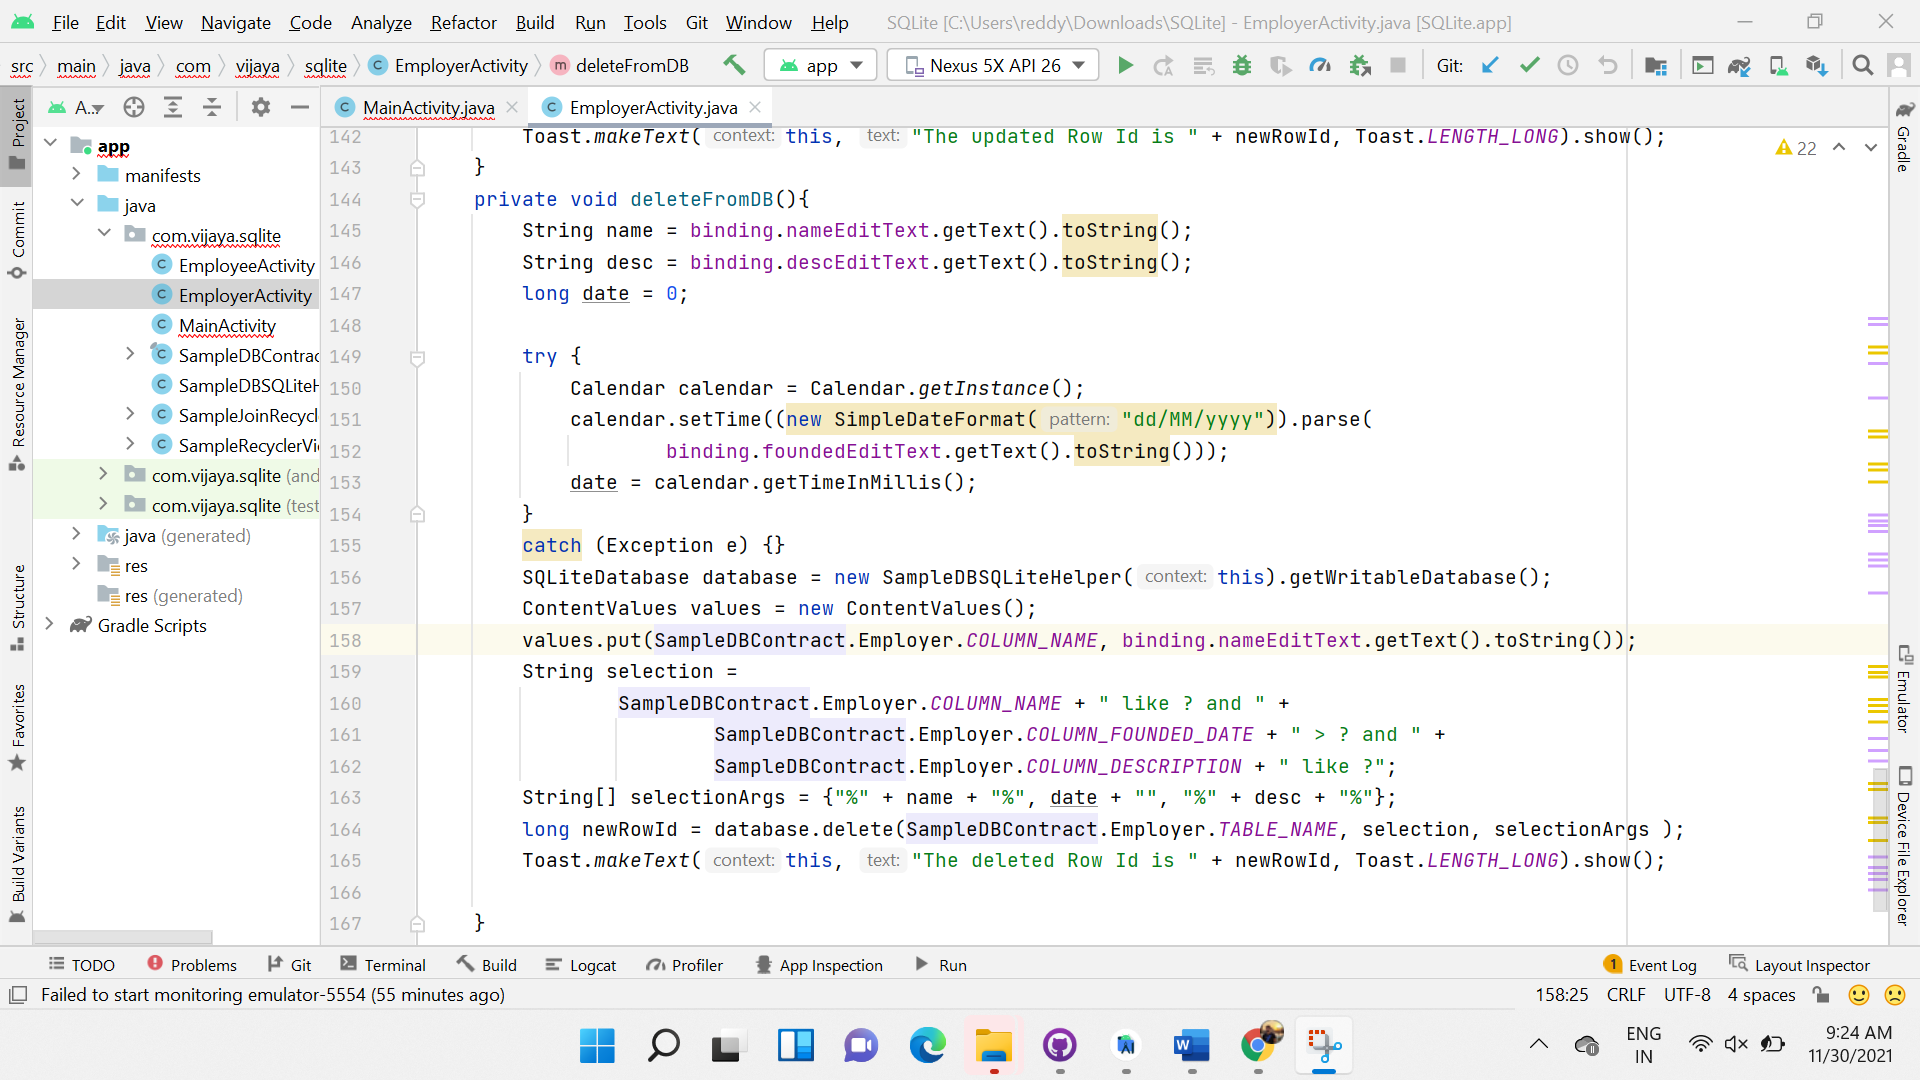 File Edit View Navigate Code Analyze Refactor Build Run Tools Git Window Help SQLite [C:\Users\reddy\Downloads\SQLite] - EmployerActivity.java [SQLite.app]
src main java com vijaya sqlite C EmployerActivity m deleteFromDB app Nexus 5X API 26 Git:
A.. C MainActivity.java C EmployerActivity.java
Project
Commit
Resource Manager
Structure
Favorites
Build Variants
app
manifests
java
com.vijaya.sqlite
C EmployeeActivity
C EmployerActivity
C MainActivity
C SampleDBContrac
C SampleDBSQLiteH
C SampleJoinRecycl
C SampleRecyclerVi
com.vijaya.sqlite (and
com.vijaya.sqlite (test
java (generated)
res
res (generated)
Gradle Scripts
142 Toast.makeText( context: this, text: "The updated Row Id is " + newRowId, Toast.LENGTH_LONG).show();
143 }
144 private void deleteFromDB(){
145 String name = binding.nameEditText.getText().toString();
146 String desc = binding.descEditText.getText().toString();
147 long date = 0;
148
149 try {
150 Calendar calendar = Calendar.getInstance();
151 calendar.setTime((new SimpleDateFormat( pattern: "dd/MM/yyyy")).parse(
152 binding.foundedEditText.getText().toString()));
153 date = calendar.getTimeInMillis();
154 }
155 catch (Exception e) {}
156 SQLiteDatabase database = new SampleDBSQLiteHelper( context: this).getWritableDatabase();
157 ContentValues values = new ContentValues();
158 values.put(SampleDBContract.Employer.COLUMN_NAME, binding.nameEditText.getText().toString());
159 String selection =
160 SampleDBContract.Employer.COLUMN_NAME + " like ? and " +
161 SampleDBContract.Employer.COLUMN_FOUNDED_DATE + " > ? and " +
162 SampleDBContract.Employer.COLUMN_DESCRIPTION + " like ?";
163 String[] selectionArgs = {"%" + name + "%", date + "", "%" + desc + "%"};
164 long newRowId = database.delete(SampleDBContract.Employer.TABLE_NAME, selection, selectionArgs );
165 Toast.makeText( context: this, text: "The deleted Row Id is " + newRowId, Toast.LENGTH_LONG).show();
166
167 }
22
Gradle
Emulator
Device File Explorer
TODO Problems Git Terminal Build Logcat Profiler App Inspection Run 1 Event Log Layout Inspector
Failed to start monitoring emulator-5554 (55 minutes ago) 158:25 CRLF UTF-8 4 spaces
ENG
IN
9:24 AM
11/30/2021